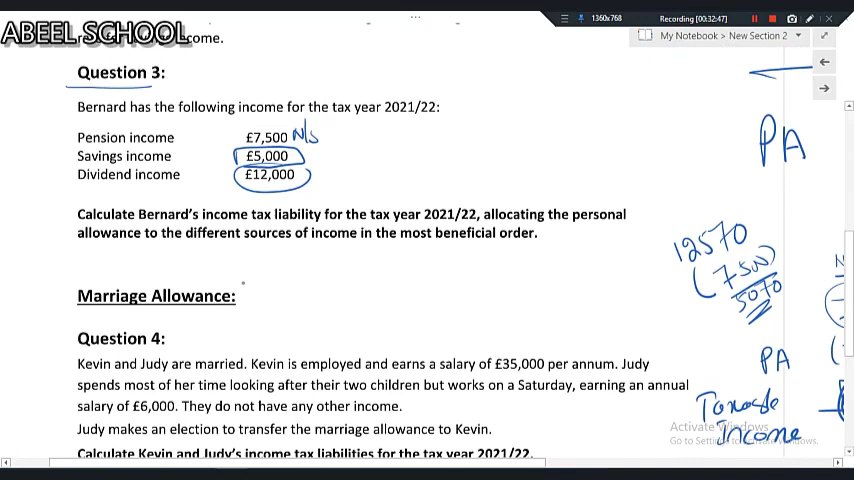 1360x768
Recording [00:32:47]
ABEEL SCHOOL
ome.
My Notebook > New Section 2
Question 3:
Bernard has the following income for the tax year 2021/22:
Pension income £7,500 N/s
Savings income £5,000
Dividend income £12,000
PA
Calculate Bernard's income tax liability for the tax year 2021/22, allocating the personal
allowance to the different sources of income in the most beneficial order.
12570
(7500)
5070
Marriage Allowance:
Question 4:
Kevin and Judy are married. Kevin is employed and earns a salary of £35,000 per annum. Judy
spends most of her time looking after their two children but works on a Saturday, earning an annual
salary of £6,000. They do not have any other income.
Judy makes an election to transfer the marriage allowance to Kevin.
Calculate Kevin and Judy's income tax liabilities for the tax year 2021/22.
PA
Taxable
Income
Activate Windows
Go to Settings to activate Windows.